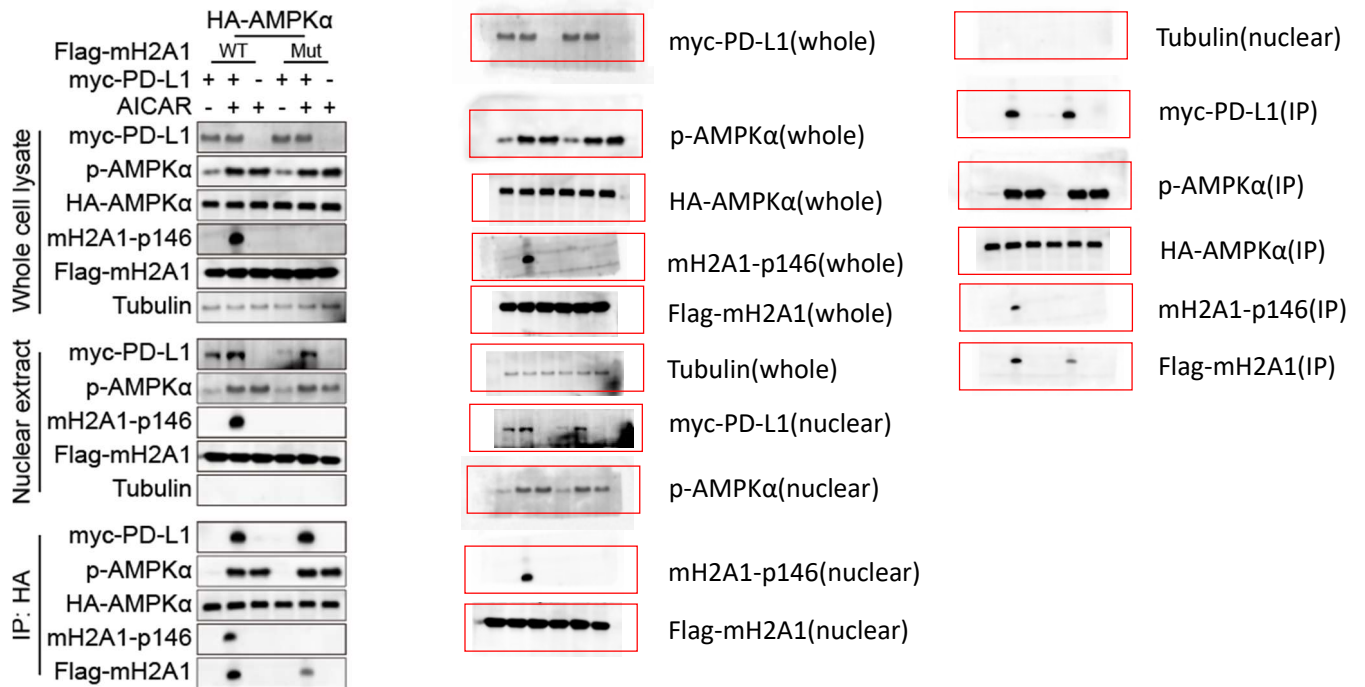 HA-AMPKα
Flag-mH2A1 WT Mut
myc-PD-L1 + + - + + -
AICAR - + + - + +
Whole cell lysate
myc-PD-L1
p-AMPKα
HA-AMPKα
mH2A1-p146
Flag-mH2A1
Tubulin
Nuclear extract
myc-PD-L1
p-AMPKα
mH2A1-p146
Flag-mH2A1
Tubulin
IP: HA
myc-PD-L1
p-AMPKα
HA-AMPKα
mH2A1-p146
Flag-mH2A1
myc-PD-L1(whole)
p-AMPKα(whole)
HA-AMPKα(whole)
mH2A1-p146(whole)
Flag-mH2A1(whole)
Tubulin(whole)
myc-PD-L1(nuclear)
p-AMPKα(nuclear)
mH2A1-p146(nuclear)
Flag-mH2A1(nuclear)
Tubulin(nuclear)
myc-PD-L1(IP)
p-AMPKα(IP)
HA-AMPKα(IP)
mH2A1-p146(IP)
Flag-mH2A1(IP)